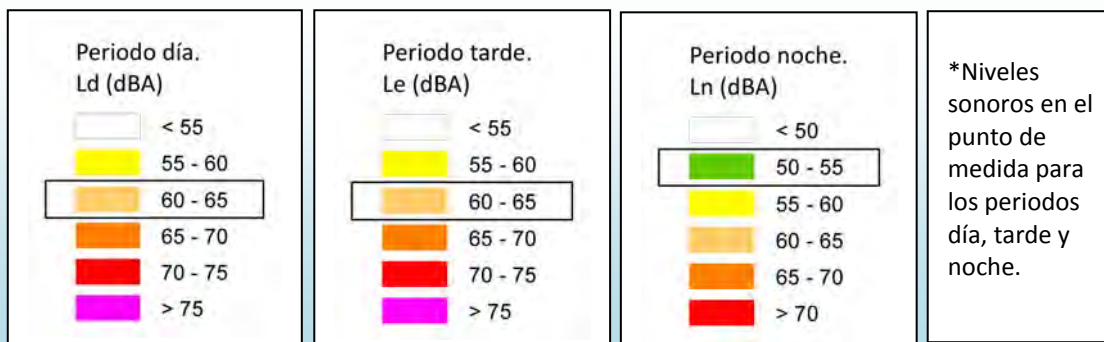 Periodo día.
Ld (dBA)
< 55
55 - 60
60 - 65
65 - 70
70 - 75
> 75
Periodo tarde.
Le (dBA)
< 55
55 - 60
60 - 65
65 - 70
70 - 75
> 75
Periodo noche.
Ln (dBA)
< 50
50 - 55
55 - 60
60 - 65
65 - 70
> 70
*Niveles
sonoros en el
punto de
medida para
los periodos
día, tarde y
noche.